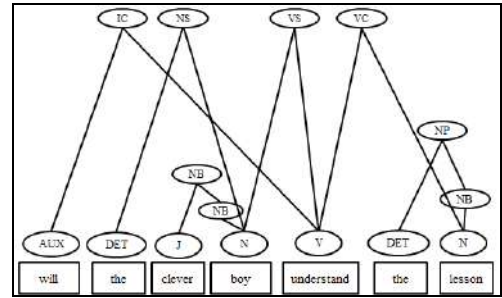 IC NS VS VC
NP
NB
NB NB
AUX DET J N V DET N
will the clever boy understand the lesson